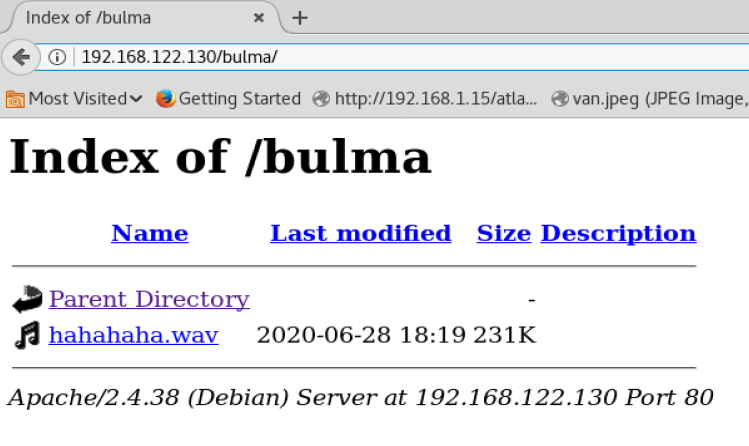 Index of /bulma × +
192.168.122.130/bulma/
Most Visited Getting Started http://192.168.1.15/atla... van.jpeg (JPEG Image,
Index of /bulma
Name Last modified Size Description
Parent Directory -
hahahaha.wav 2020-06-28 18:19 231K
Apache/2.4.38 (Debian) Server at 192.168.122.130 Port 80